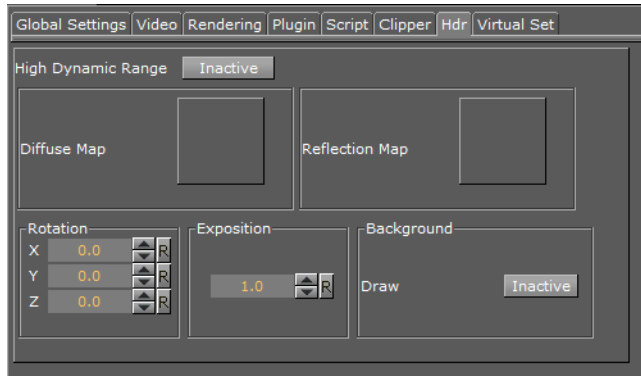 Global Settings Video Rendering Plugin Script Clipper Hdr Virtual Set
High Dynamic Range Inactive
Diffuse Map Reflection Map
Rotation Exposition Background
X 0.0 R
Y 0.0 R 1.0 R Draw Inactive
Z 0.0 R